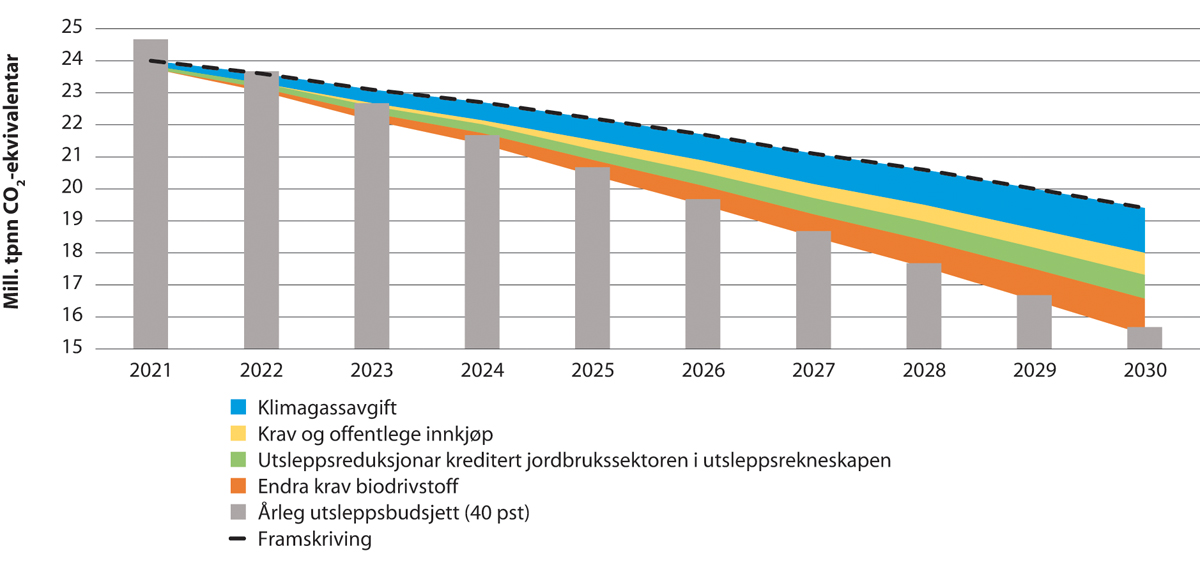 Mill. tpnn CO₂-ekvivalentar
25
24
23
22
21
20
19
18
17
16
15
2021 2022 2023 2024 2025 2026 2027 2028 2029 2030
Klimagassavgift
Krav og offentlege innkjøp
Utsleppsreduksjonar kreditert jordbrukssektoren i utsleppsrekneskapen
Endra krav biodrivstoff
Årleg utsleppsbudsjett (40 pst)
Framskriving